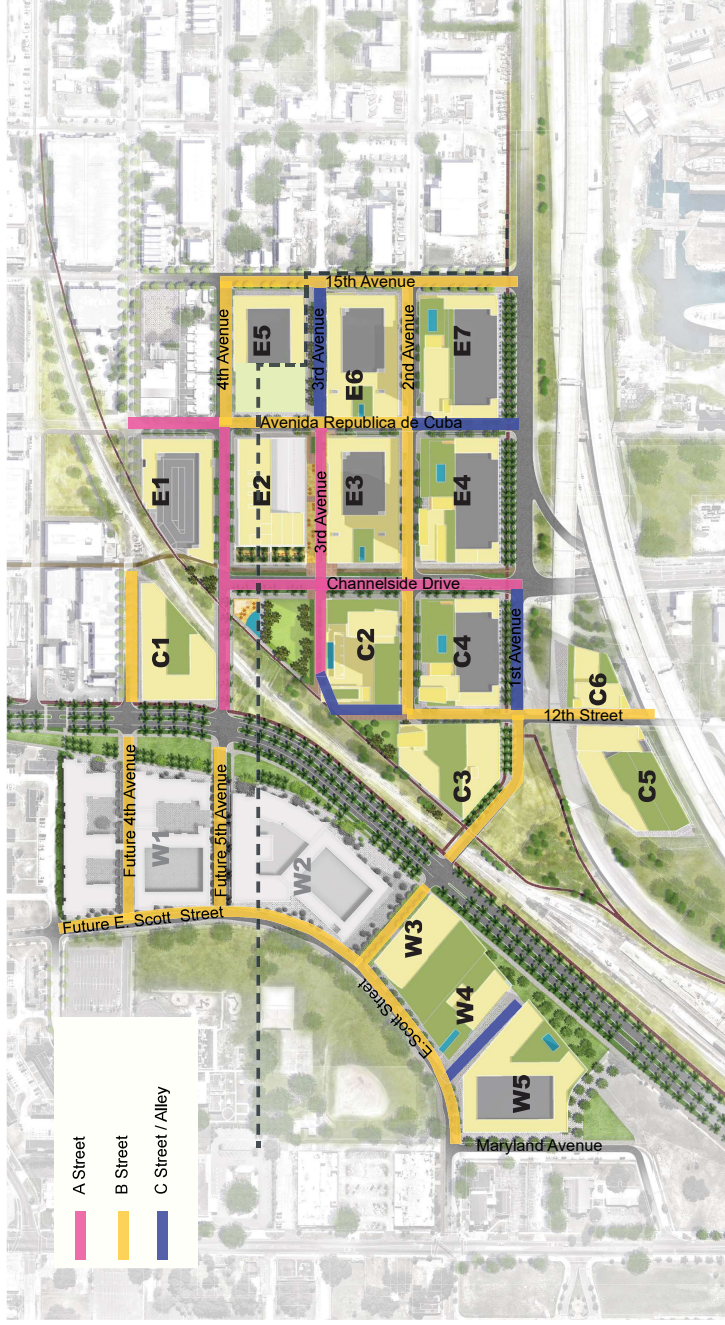 15th Avenue
4th Avenue
E5
3rd Avenue
E6
2nd Avenue
E7
Avenida Republica de Cuba
E1
E2
3rd Avenue
E3
E4
Channelside Drive
C1
C2
C4
1st Avenue
C6
12th Street
C3
C5
Future 4th Avenue
W1
Future 5th Avenue
W2
Future E. Scott Street
W3
E.Scott Street
W4
W5
Maryland Avenue
A Street
B Street
C Street / Alley